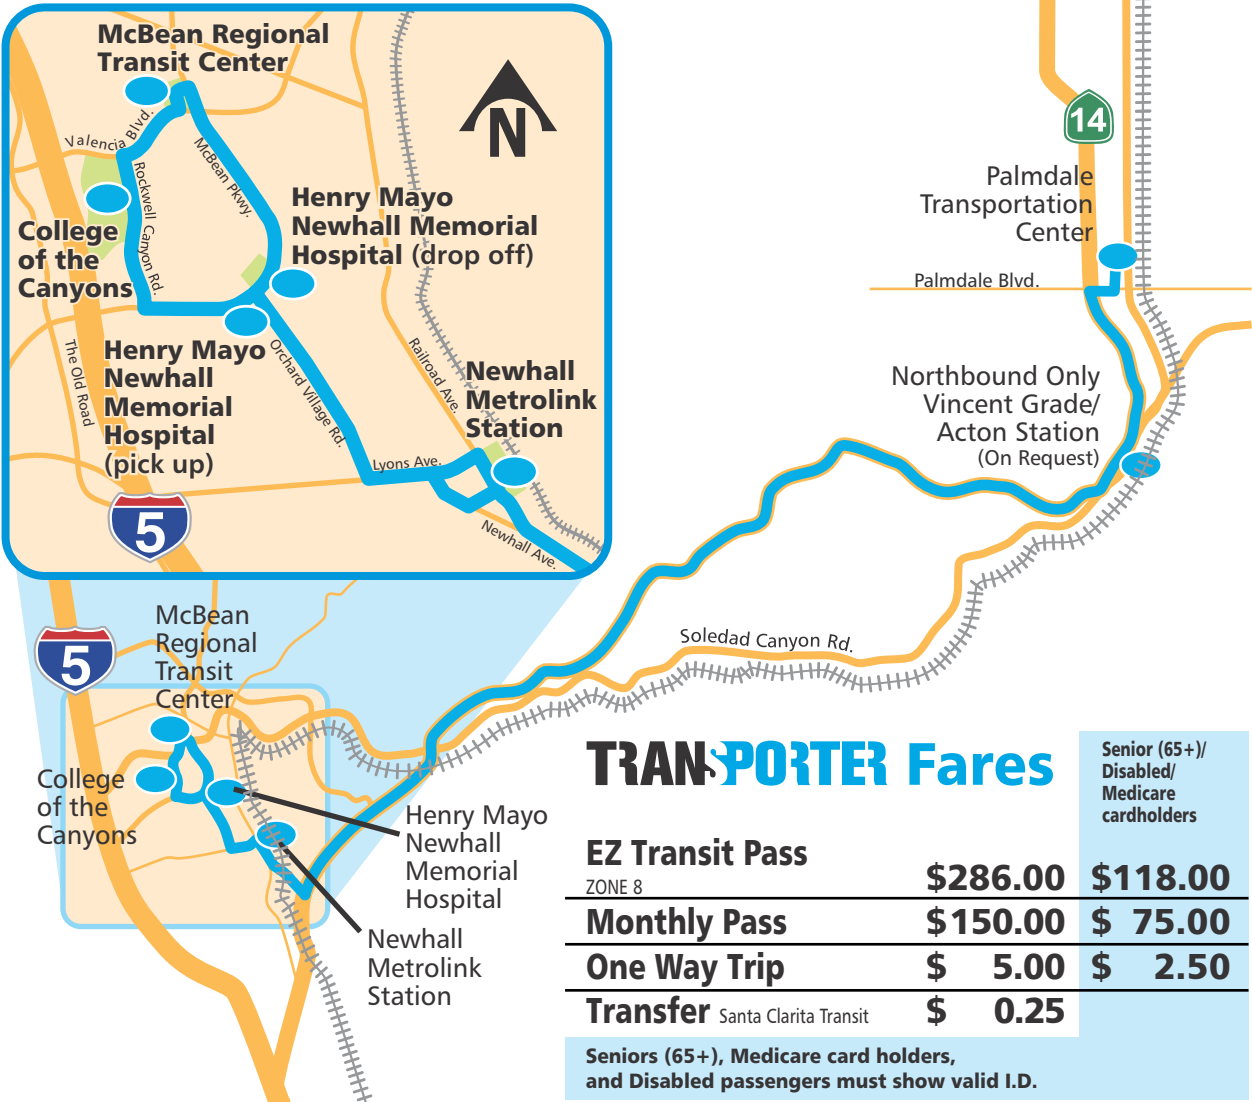 McBean Regional
Transit Center
Valencia Blvd.
McBean Pkwy.
Rockwell Canyon Rd.
N
Henry Mayo
Newhall Memorial
Hospital (drop off)
College
of the
Canyons
Henry Mayo
Newhall
Memorial
Hospital
(pick up)
The Old Road
Orchard Village Rd.
Railroad Ave.
Newhall
Metrolink
Station
Lyons Ave.
Newhall Ave.
5
14
Palmdale
Transportation
Center
Palmdale Blvd.
Northbound Only
Vincent Grade/
Acton Station
(On Request)
Soledad Canyon Rd.
5
McBean
Regional
Transit
Center
College
of the
Canyons
Henry Mayo
Newhall
Memorial
Hospital
Newhall
Metrolink
Station
TRANSPORTER Fares
Senior (65+)/
Disabled/
Medicare
cardholders
EZ Transit Pass
ZONE 8 $286.00 $118.00
Monthly Pass $150.00 $ 75.00
One Way Trip $ 5.00 $ 2.50
Transfer Santa Clarita Transit $ 0.25
Seniors (65+), Medicare card holders,
and Disabled passengers must show valid I.D.